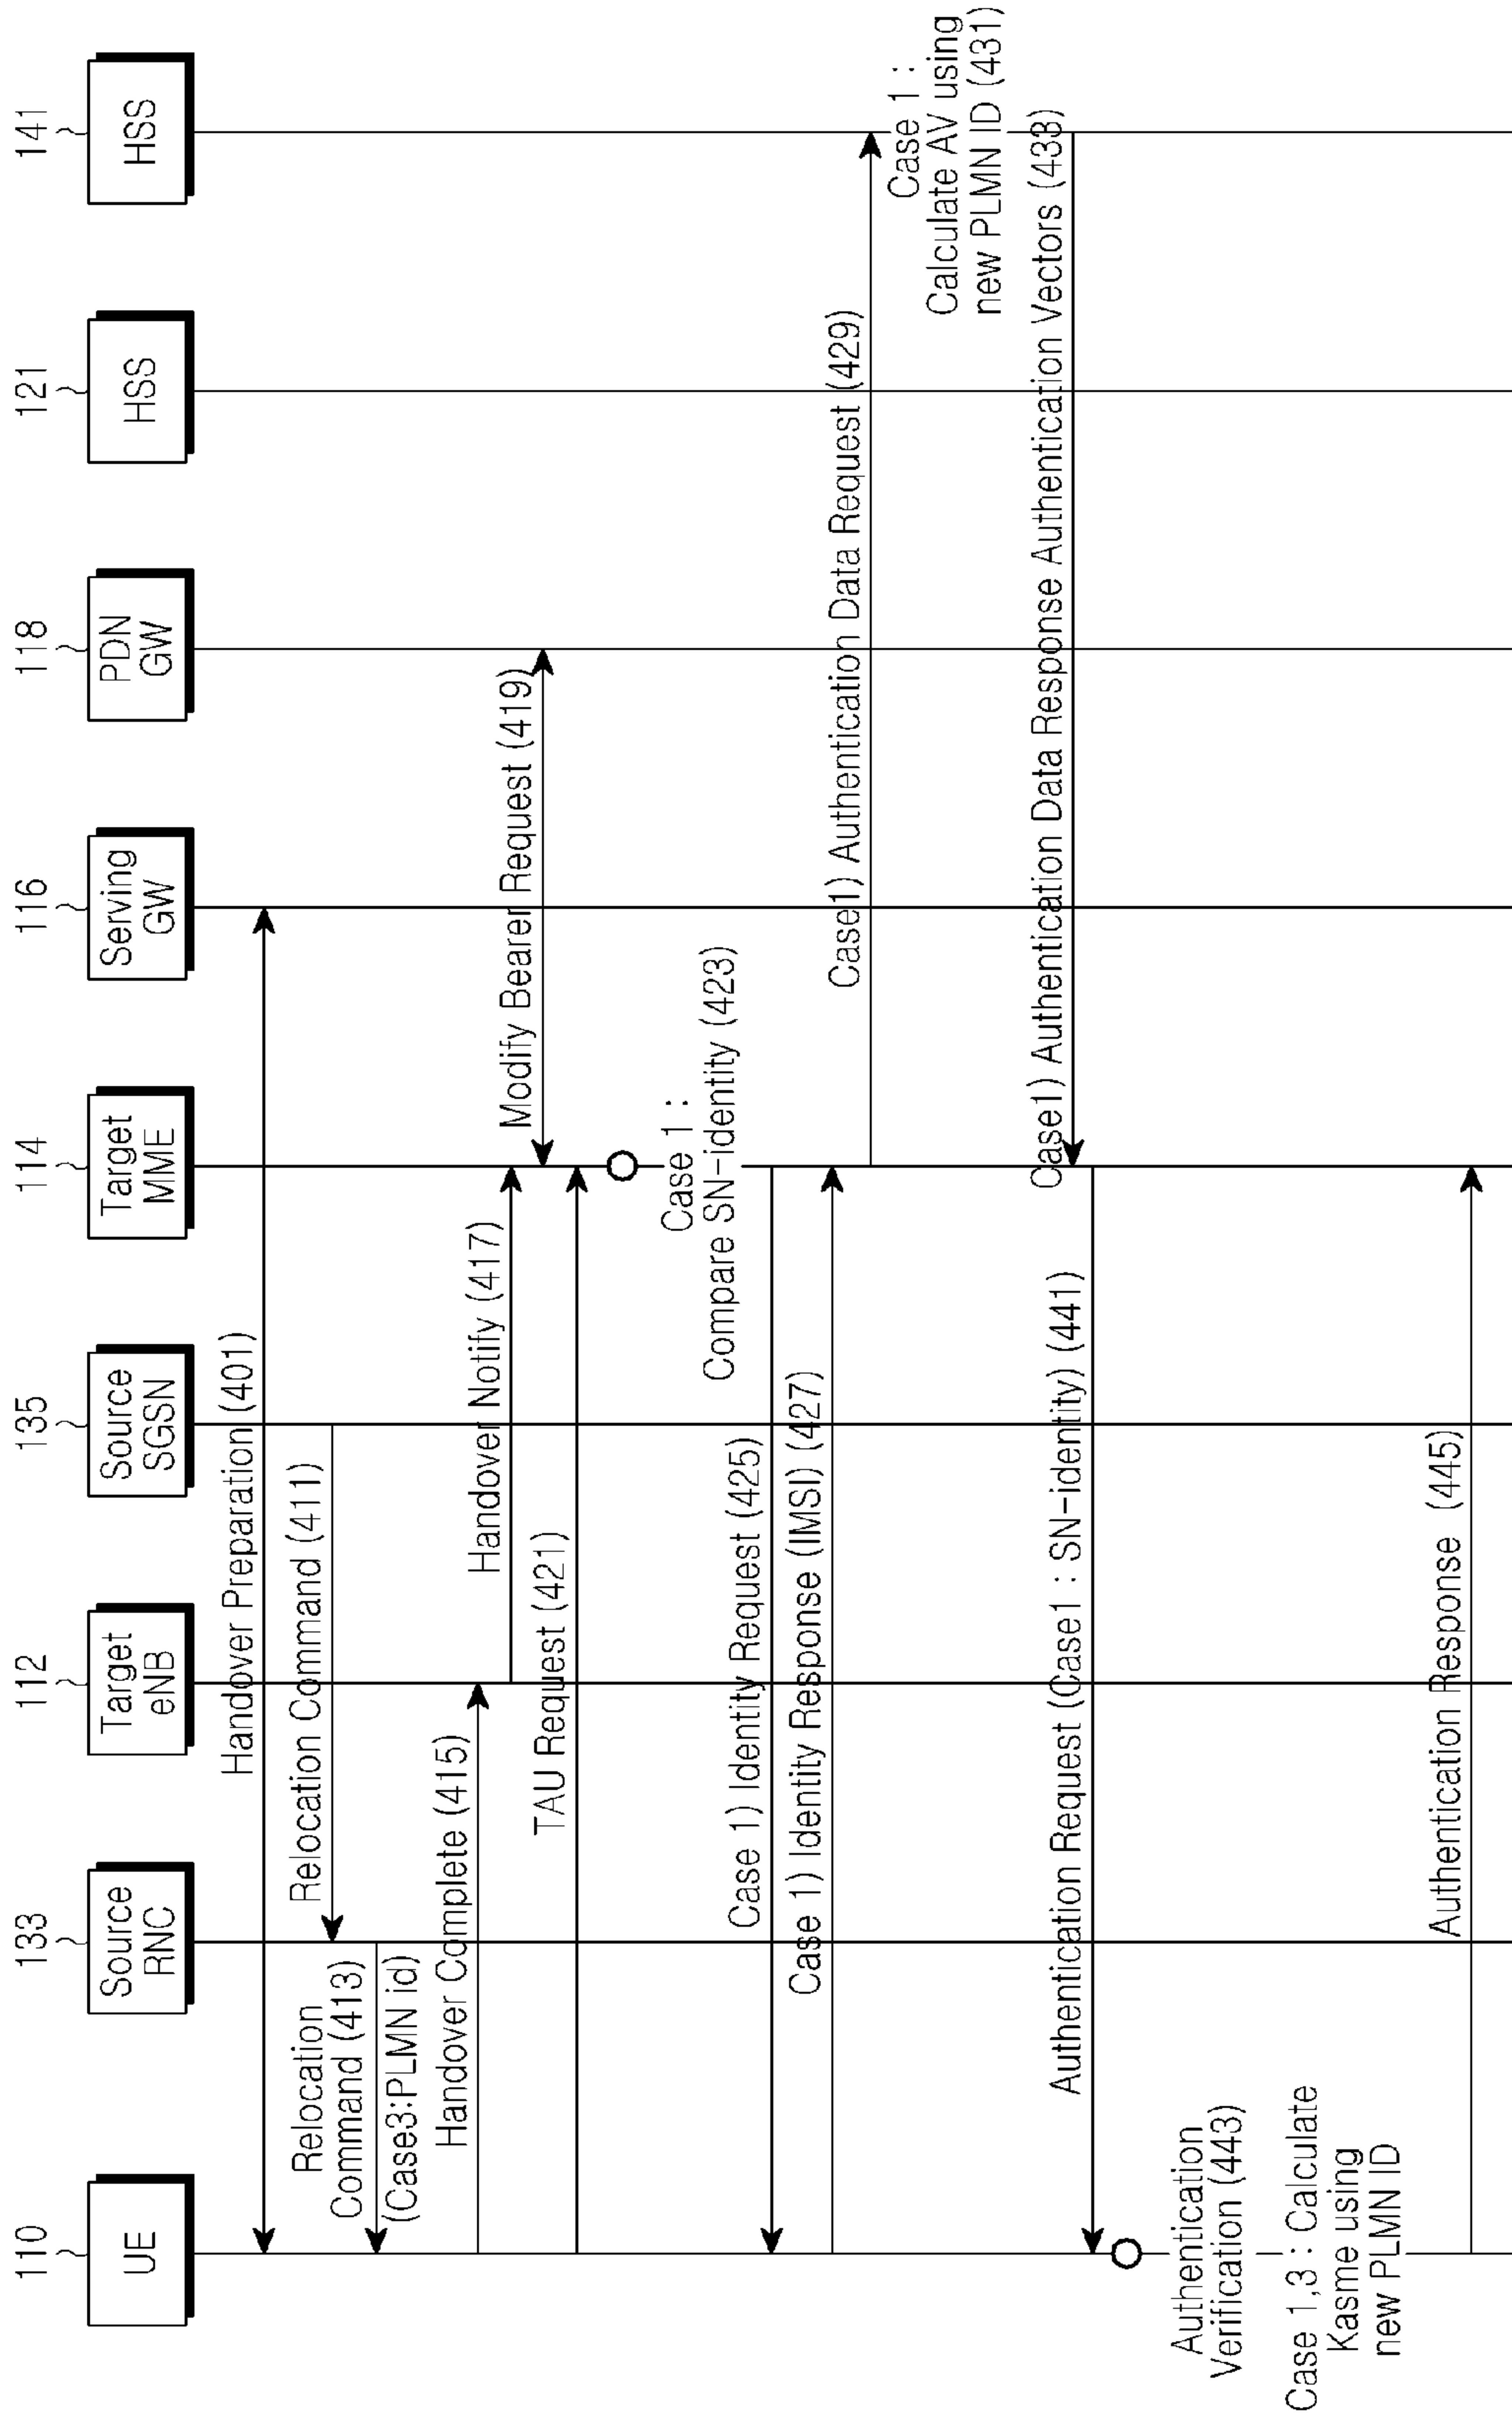 110
133
112
135
114
116
118
121
141
UE
Source
RNC
Target
eNB
Source
SGSN
Target
MME
Serving
GW
PDN
GW
HSS
HSS
Handover Preparation (401)
Relocation Command (411)
Relocation
Command (413)
(Case3:PLMN id)
Handover Complete (415)
Handover Notify (417)
Modify Bearer Request (419)
TAU Request (421)
Case 1 :
Compare SN-identity (423)
Case 1) Identity Request (425)
Case 1) Identity Response (IMSI) (427)
Case1) Authentication Data Request (429)
Case 1 :
Calculate AV using
new PLMN ID (431)
Case1) Authentication Data Response Authentication Vectors (433)
Authentication Request (Case1 : SN-identity) (441)
Authentication
Verification (443)
Case 1,3 : Calculate
Kasme using
new PLMN ID
Authentication Response (445)